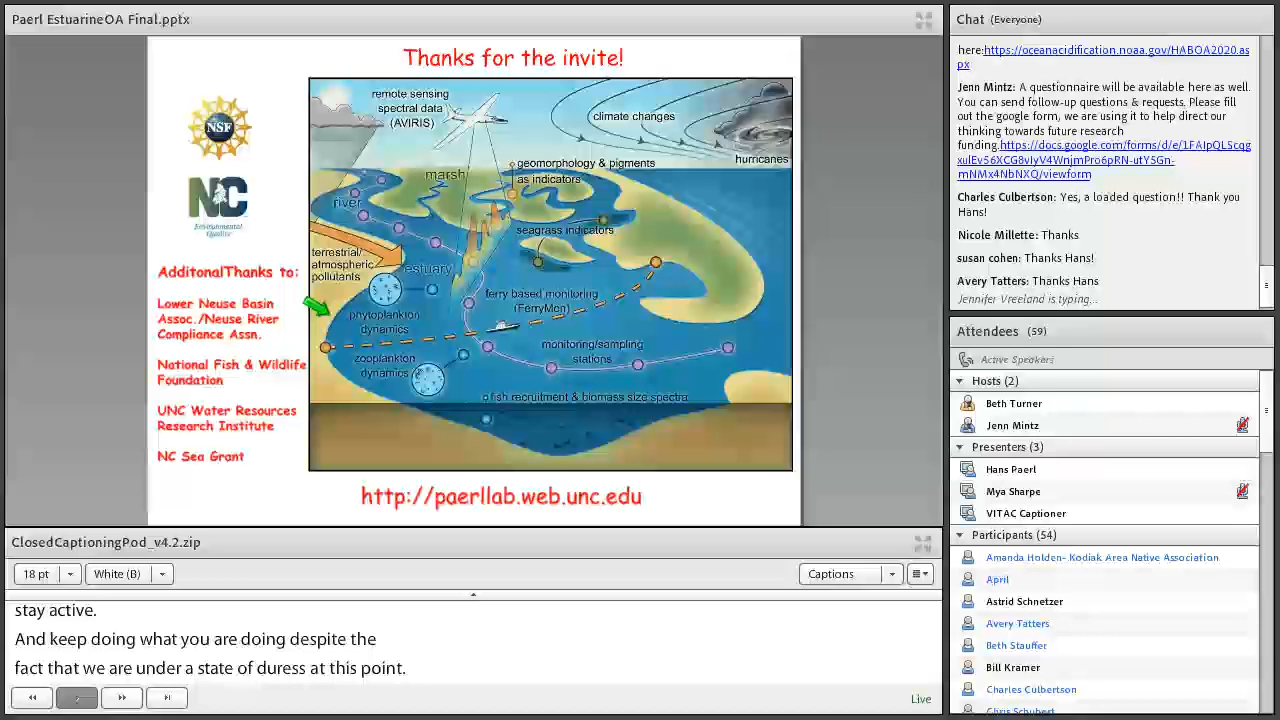 Paerl EstuarineOA Final.pptx
Thanks for the invite!
NSF
NC
Environmental
Quality
AdditonalThanks to:
Lower Neuse Basin
Assoc./Neuse River
Compliance Assn.
National Fish & Wildlife
Foundation
UNC Water Resources
Research Institute
NC Sea Grant
remote sensing
spectral data
(AVIRIS)
climate changes
hurricanes
geomorphology & pigments
as indicators
marsh
river
seagrass indicators
terrestrial/
atmospheric
pollutants
estuary
ferry based monitoring
(FerryMon)
phytoplankton
dynamics
monitoring/sampling
stations
zooplankton
dynamics
fish recruitment & biomass size spectra
http://paerllab.web.unc.edu
ClosedCaptioningPod_v4.2.zip
18 pt
White (B)
Captions
stay active.
And keep doing what you are doing despite the
fact that we are under a state of duress at this point.
Live
Chat (Everyone)
here:https://oceanacidification.noaa.gov/HABOA2020.as
px
Jenn Mintz: A questionnaire will be available here as well.
You can send follow-up questions & requests. Please fill
out the google form, we are using it to help direct our
thinking towards future research
funding.https://docs.google.com/forms/d/e/1FAIpQLScqg
xulEv56XCG8vIyV4WnjmPro6pRN-utY5Gn-
mNMx4NbNXQ/viewform
Charles Culbertson: Yes, a loaded question!! Thank you
Hans!
Nicole Millette: Thanks
susan cohen: Thanks Hans!
Avery Tatters: Thanks Hans
Jennifer Vreeland is typing...
Attendees (59)
Active Speakers
Hosts (2)
Beth Turner
Jenn Mintz
Presenters (3)
Hans Paerl
Mya Sharpe
VITAC Captioner
Participants (54)
Amanda Holden- Kodiak Area Native Association
April
Astrid Schnetzer
Avery Tatters
Beth Stauffer
Bill Kramer
Charles Culbertson
Chris Schubert